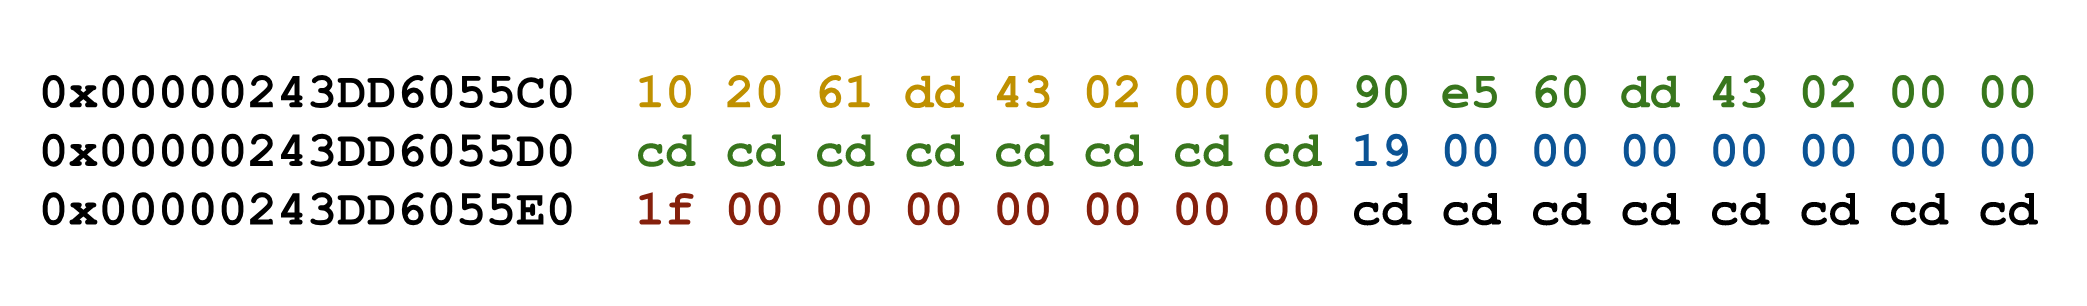 0x00000243DD6055C0 10 20 61 dd 43 02 00 00 90 e5 60 dd 43 02 00 00
0x00000243DD6055D0 cd cd cd cd cd cd cd cd 19 00 00 00 00 00 00 00
0x00000243DD6055E0 1f 00 00 00 00 00 00 00 cd cd cd cd cd cd cd cd